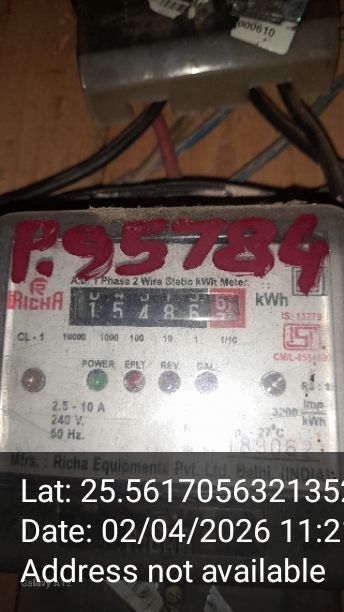 000610
P.95784
A.C. 1 Phase 2 Wire Static kWh Meter.
RICHA
15486
kWh
IS: 13779
CL - 1
10000 1000 100 10 1 1/10
CM/L-855
POWER EPLT REV. CAL.
2.5 - 10 A
240 V.
50 Hz.
3200 imp/kWh
27°C
Mfrs. : Richa Equipments Pvt. Ltd. Delhi (INDIA)
Lat: 25.561705632135
Date: 02/04/2026 11:2
Address not available